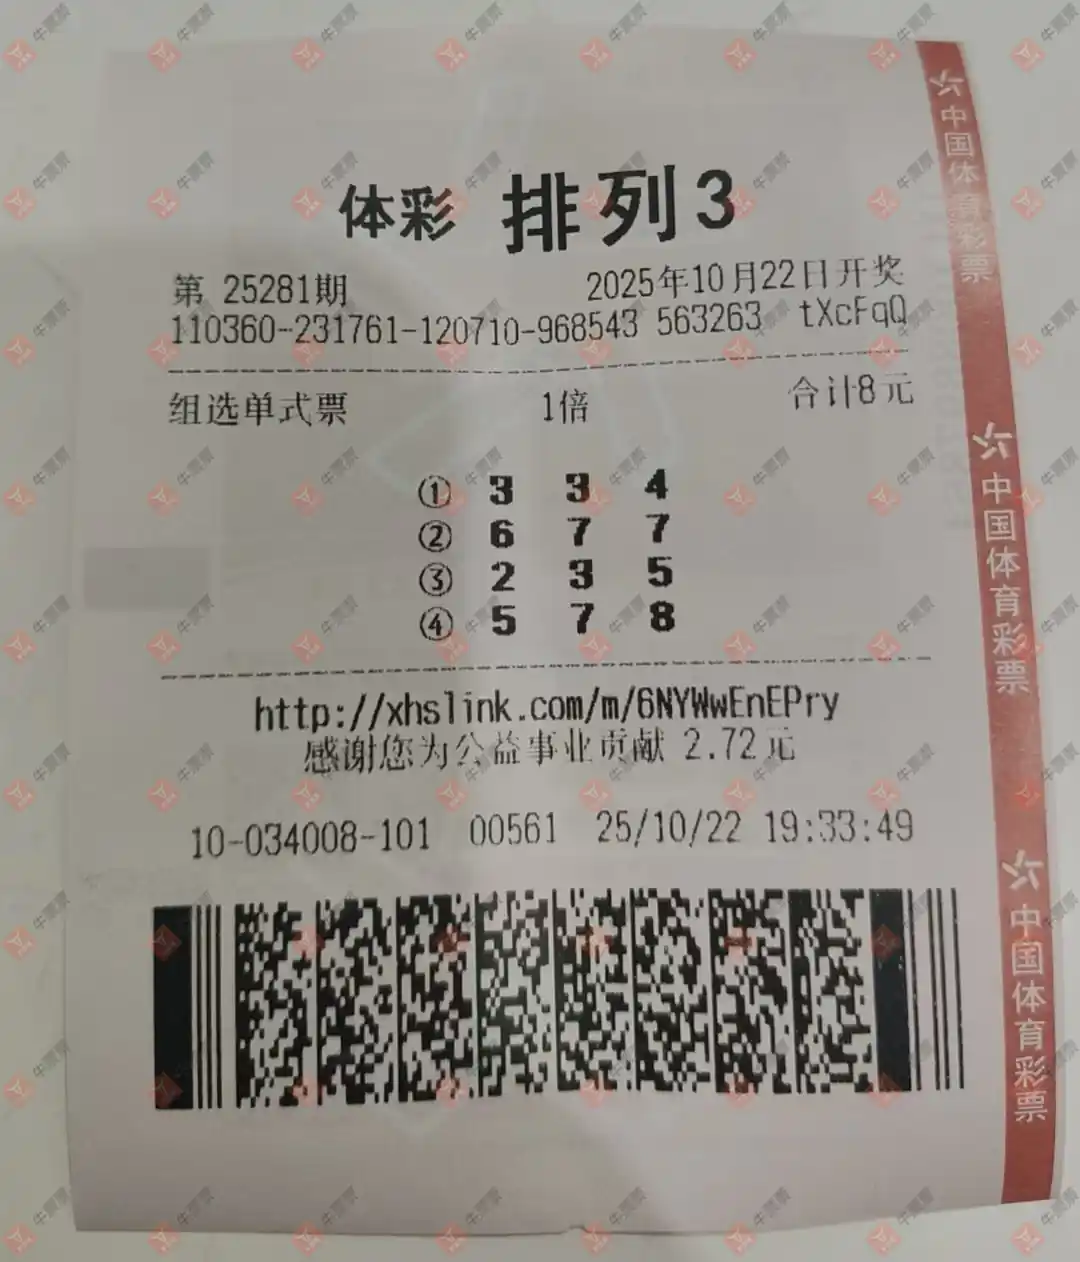 体彩 排列3
第 25281期 2025年10月22日开奖
110360-231761-120710-968543 563263 tXcFqQ
组选单式票 1倍 合计8元
① 3 3 4
② 6 7 7
③ 2 3 5
④ 5 7 8
http://xhslink.com/m/6NYWwEnEPry
感谢您为公益事业贡献 2.72元
10-034008-101 00561 25/10/22 19:33:49
中国体育彩票
中国体育彩票
中国体育彩票